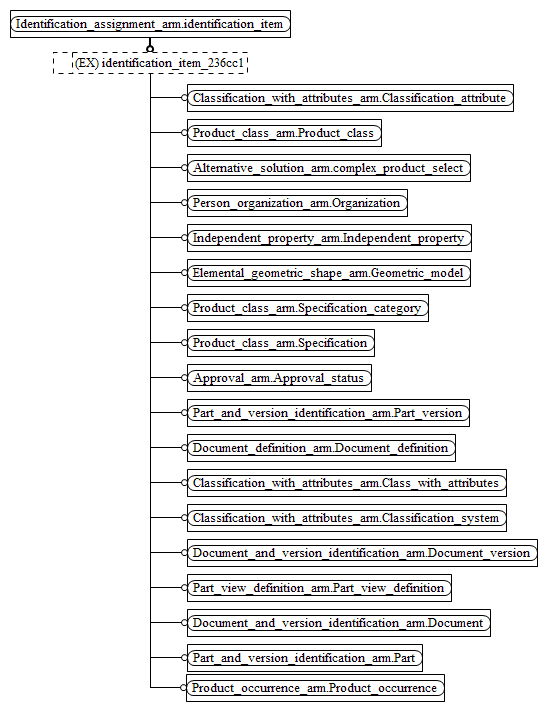 Identification_assignment_arm.identification_item
(EX) identification_item_236cc1
Classification_with_attributes_arm.Classification_attribute
Product_class_arm.Product_class
Alternative_solution_arm.complex_product_select
Person_organization_arm.Organization
Independent_property_arm.Independent_property
Elemental_geometric_shape_arm.Geometric_model
Product_class_arm.Specification_category
Product_class_arm.Specification
Approval_arm.Approval_status
Part_and_version_identification_arm.Part_version
Document_definition_arm.Document_definition
Classification_with_attributes_arm.Class_with_attributes
Classification_with_attributes_arm.Classification_system
Document_and_version_identification_arm.Document_version
Part_view_definition_arm.Part_view_definition
Document_and_version_identification_arm.Document
Part_and_version_identification_arm.Part
Product_occurrence_arm.Product_occurrence